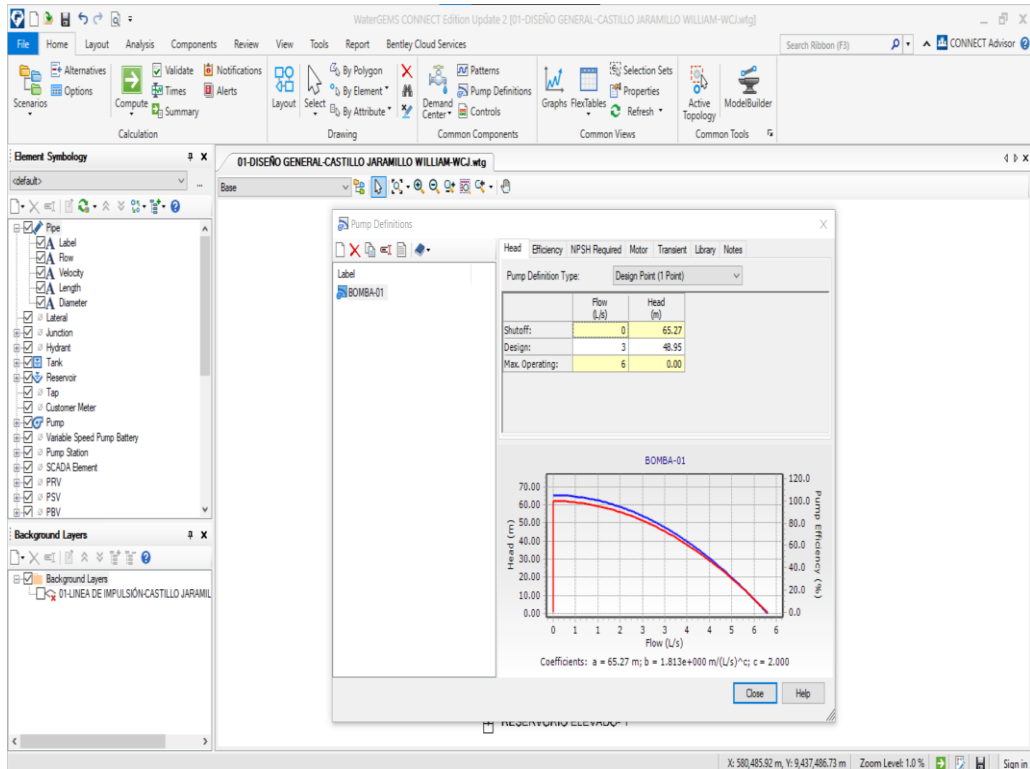 WaterGEMS CONNECT Edition Update 2 [01-DISEÑO GENERAL-CASTILLO JARAMILLO WILLIAM-WCJ.wtg]
File Home Layout Analysis Components Review View Tools Report Bentley Cloud Services Search Ribbon (F3) CONNECT Advisor
Scenarios
Alternatives
Options
Compute
Validate
Times
Summary
Notifications
Alerts
Calculation
Layout
Select
By Polygon
By Element
By Attribute
Drawing
Demand Center
Patterns
Pump Definitions
Controls
Common Components
Graphs
FlexTables
Selection Sets
Properties
Refresh
Common Views
Active Topology
ModelBuilder
Common Tools
Element Symbology
<default>
Pipe
Label
Flow
Velocity
Length
Diameter
Lateral
Junction
Hydrant
Tank
Reservoir
Tap
Customer Meter
Pump
Variable Speed Pump Battery
Pump Station
SCADA Element
PRV
PSV
PBV
Background Layers
Background Layers
01-LINEA DE IMPULSIÓN-CASTILLO JARAMIL
01-DISEÑO GENERAL-CASTILLO JARAMILLO WILLIAM-WCJ.wtg
Base
Pump Definitions
Label
BOMBA-01
Head Efficiency NPSH Required Motor Transient Library Notes
Pump Definition Type: Design Point (1 Point)
Flow (L/s) Head (m)
Shutoff: 0 65.27
Design: 3 48.95
Max. Operating: 6 0.00
BOMBA-01
Head (m)
70.00
60.00
50.00
40.00
30.00
20.00
10.00
0.00
120.0
100.0
80.0
60.0
40.0
20.0
0.0
Pump Efficiency (%)
0 1 1 2 3 3 4 4 5 6 6
Flow (L/s)
Coefficients: a = 65.27 m; b = 1.813e+000 m/(L/s)^c; c = 2.000
Close Help
RESERVORIO ELEVADO-1
X: 580,485.92 m, Y: 9,437,486.73 m Zoom Level: 1.0 % Sign in